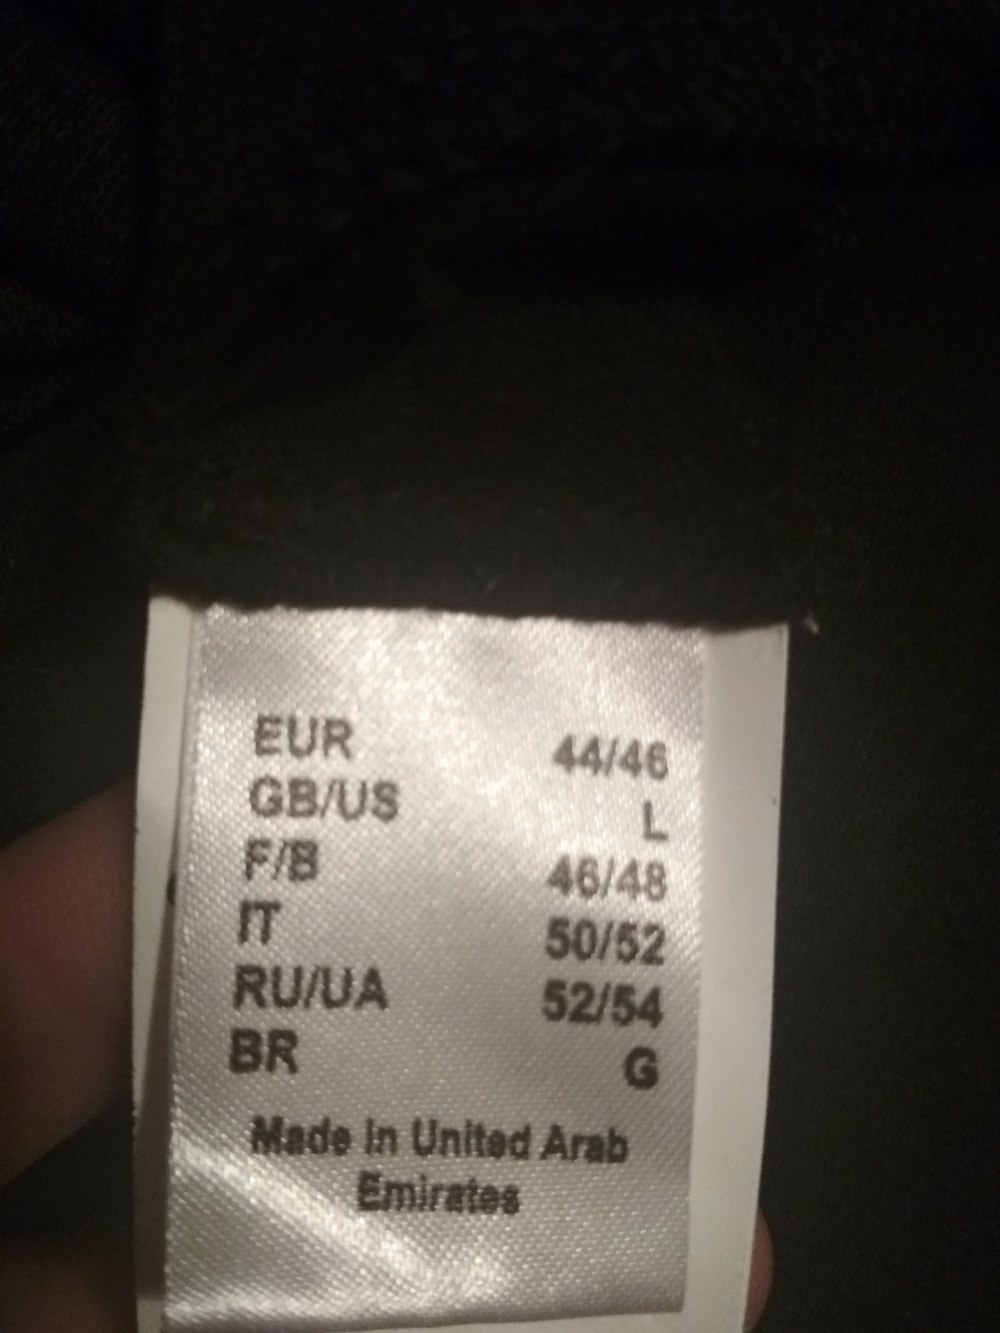 EUR 44/46
GB/US L
F/B 46/48
IT 50/52
RU/UA 52/54
BR G
Made in United Arab
Emirates